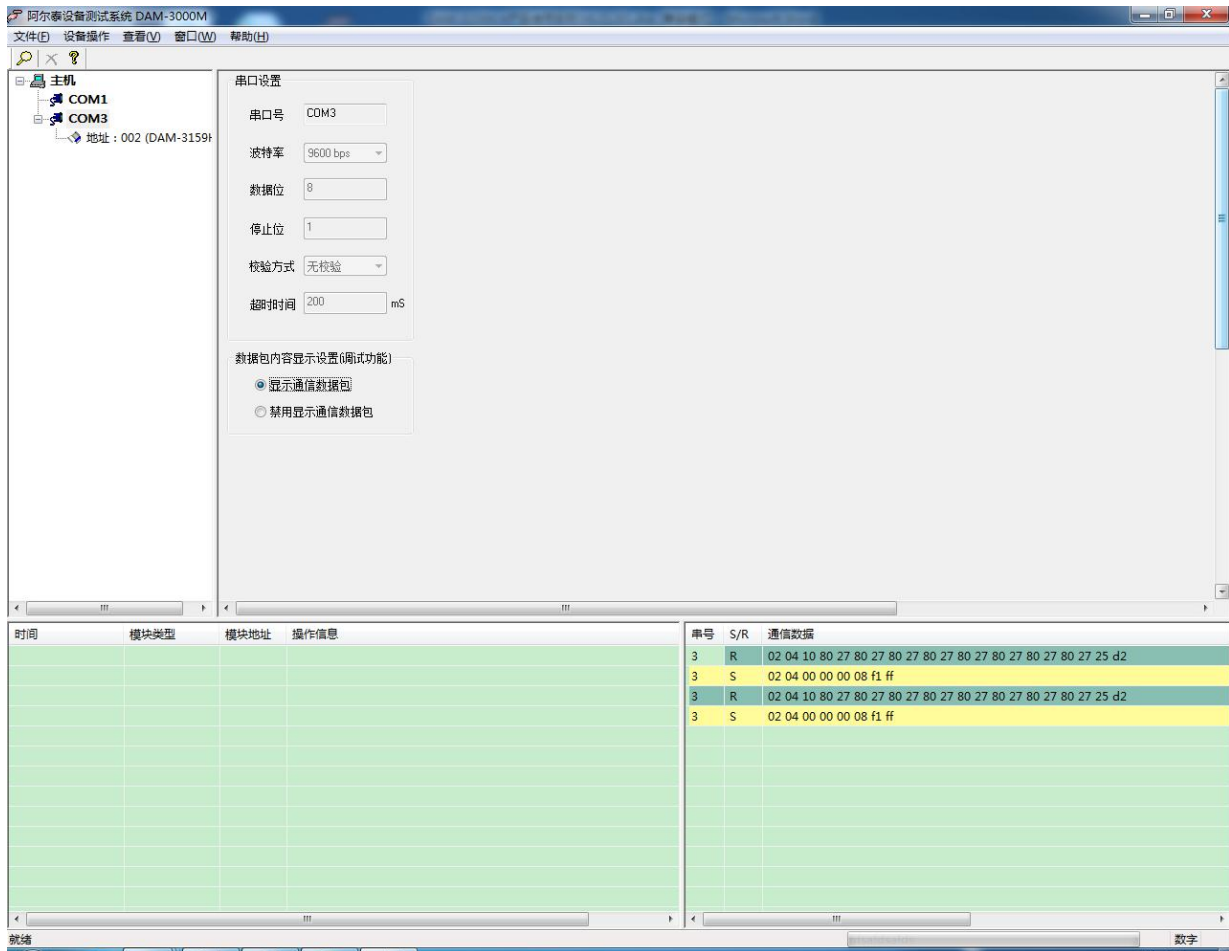 阿尔泰设备测试系统 DAM-3000M
文件(F) 设备操作 查看(V) 窗口(W) 帮助(H)
主机
COM1
COM3
地址：002 (DAM-3159H
串口设置
串口号 COM3
波特率 9600 bps
数据位 8
停止位 1
校验方式 无校验
超时时间 200 mS
数据包内容显示设置(调试功能)
显示通信数据包
禁用显示通信数据包
时间 模块类型 模块地址 操作信息
串号 S/R 通信数据
3 R 02 04 10 80 27 80 27 80 27 80 27 80 27 80 27 80 27 80 27 25 d2
3 S 02 04 00 00 00 08 f1 ff
3 R 02 04 10 80 27 80 27 80 27 80 27 80 27 80 27 80 27 80 27 25 d2
3 S 02 04 00 00 00 08 f1 ff
就绪
数字